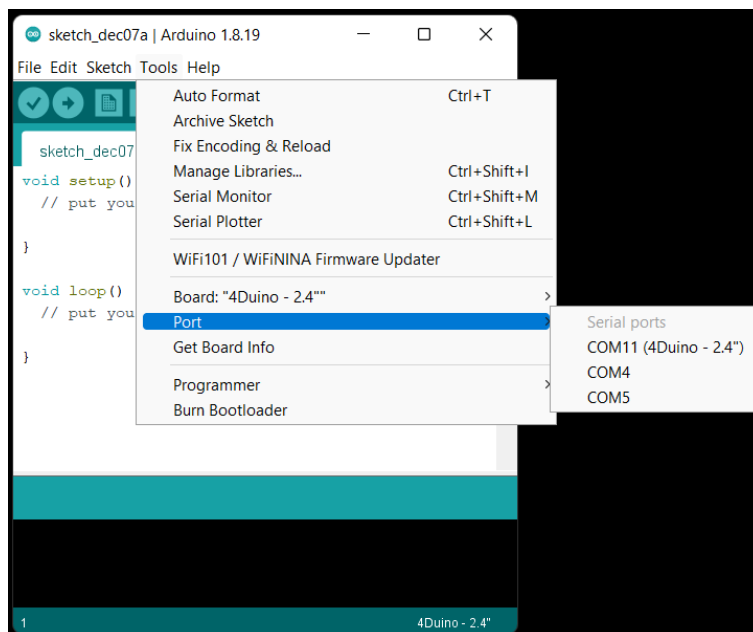 sketch_dec07a | Arduino 1.8.19
File Edit Sketch Tools Help
sketch_dec07
void setup()
// put you
}
void loop()
// put you
}
Auto Format Ctrl+T
Archive Sketch
Fix Encoding & Reload
Manage Libraries... Ctrl+Shift+I
Serial Monitor Ctrl+Shift+M
Serial Plotter Ctrl+Shift+L
WiFi101 / WiFiNINA Firmware Updater
Board: "4Duino - 2.4""
Port
Get Board Info
Programmer
Burn Bootloader
Serial ports
COM11 (4Duino - 2.4")
COM4
COM5
1 4Duino - 2.4"